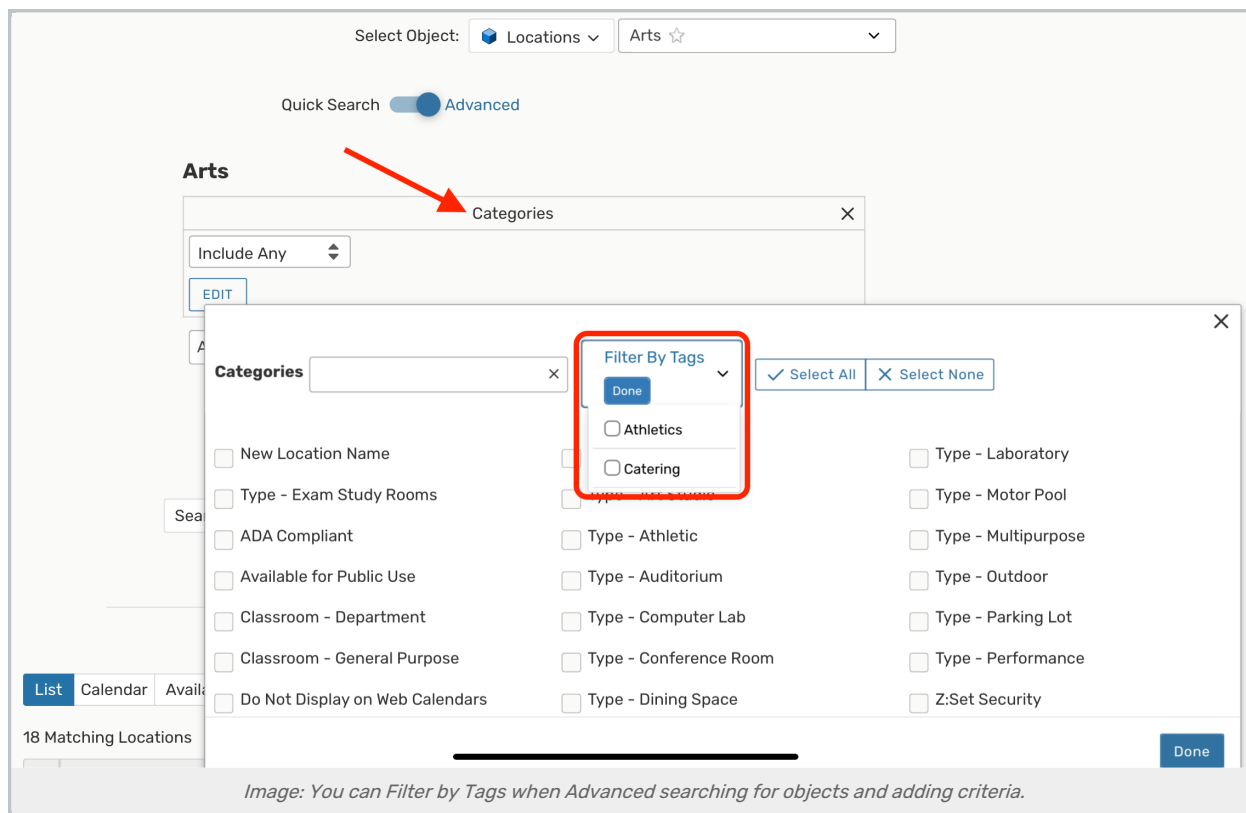 Select Object: Locations Arts
Quick Search Advanced
Arts
Categories
Include Any
EDIT
A
Categories Filter By Tags Select All Select None
Done
Athletics
Catering
New Location Name Type - Laboratory
Type - Exam Study Rooms Type - Art Studio Type - Motor Pool
Sea
ADA Compliant Type - Athletic Type - Multipurpose
Available for Public Use Type - Auditorium Type - Outdoor
Classroom - Department Type - Computer Lab Type - Parking Lot
Classroom - General Purpose Type - Conference Room Type - Performance
List Calendar Availa
Do Not Display on Web Calendars Type - Dining Space Z:Set Security
18 Matching Locations
Done
Image: You can Filter by Tags when Advanced searching for objects and adding criteria.